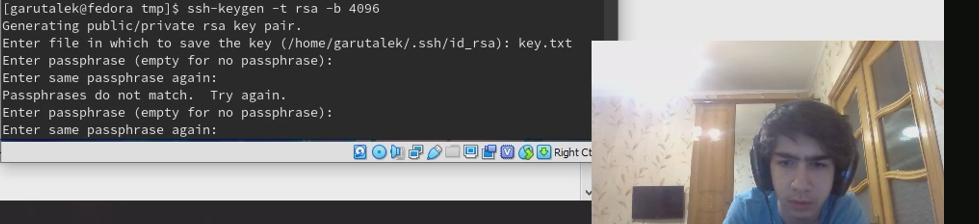 [garutalek@fedora tmp]$ ssh-keygen -t rsa -b 4096
Generating public/private rsa key pair.
Enter file in which to save the key (/home/garutalek/.ssh/id_rsa): key.txt
Enter passphrase (empty for no passphrase):
Enter same passphrase again:
Passphrases do not match.  Try again.
Enter passphrase (empty for no passphrase):
Enter same passphrase again:
Right Ct